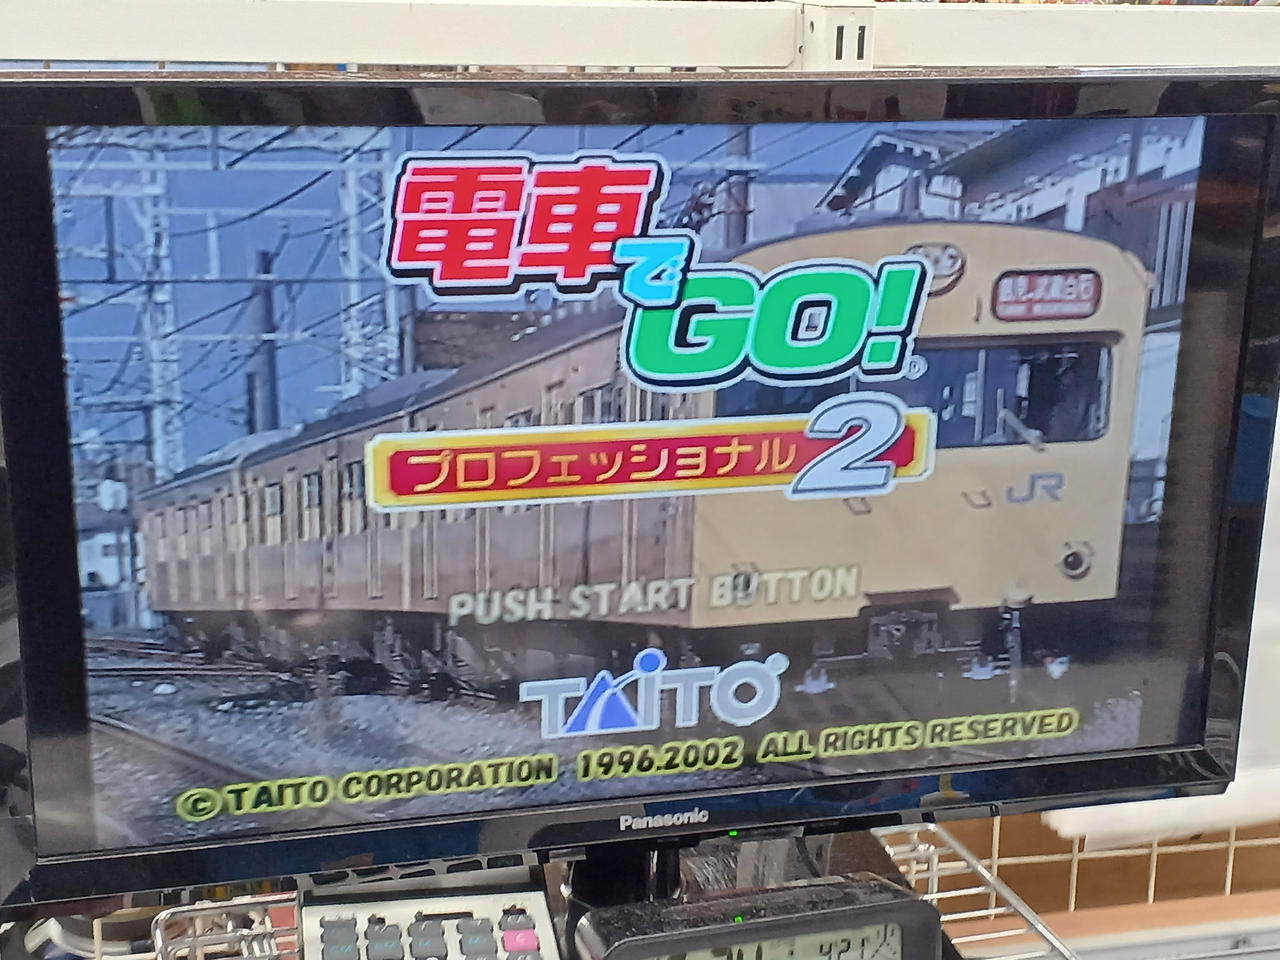 電車
で
GO!
プロフェッショナル2
JR
PUSH START BUTTON
TAITO
© TAITO CORPORATION 1996.2002 ALL RIGHTS RESERVED
Panasonic